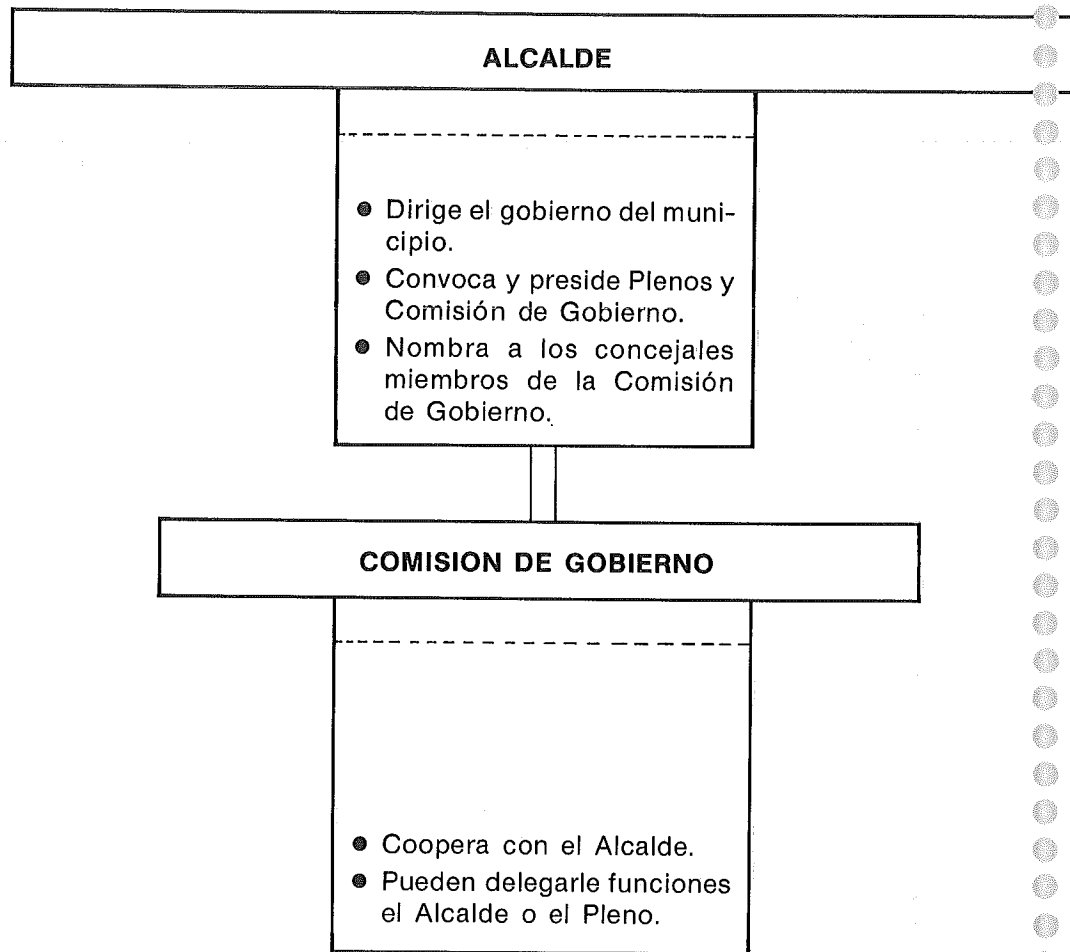 ALCALDE
● Dirige el gobierno del muni-
cipio.
● Convoca y preside Plenos y
Comisión de Gobierno.
● Nombra a los concejales
miembros de la Comisión
de Gobierno.
COMISION DE GOBIERNO
● Coopera con el Alcalde.
● Pueden delegarle funciones
el Alcalde o el Pleno.